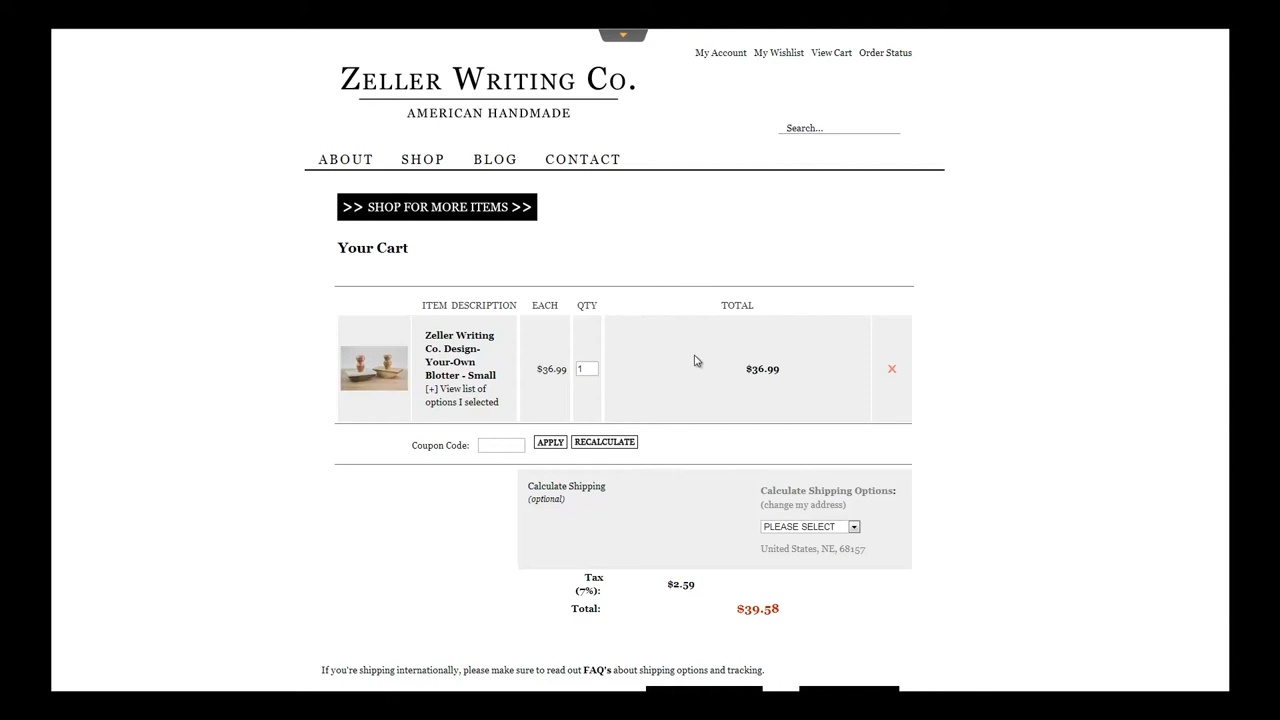 My Account My Wishlist View Cart Order Status
ZELLER WRITING CO.
AMERICAN HANDMADE
Search...
ABOUT SHOP BLOG CONTACT
>> SHOP FOR MORE ITEMS >>
Your Cart
ITEM DESCRIPTION EACH QTY TOTAL
Zeller Writing
Co. Design-
Your-Own
Blotter - Small
[+] View list of
options I selected
$36.99 1 $36.99 X
Coupon Code: APPLY RECALCULATE
Calculate Shipping
(optional)
Calculate Shipping Options:
(change my address)
PLEASE SELECT
United States, NE, 68157
Tax
(7%):
$2.59
Total: $39.58
If you're shipping internationally, please make sure to read out FAQ's about shipping options and tracking.